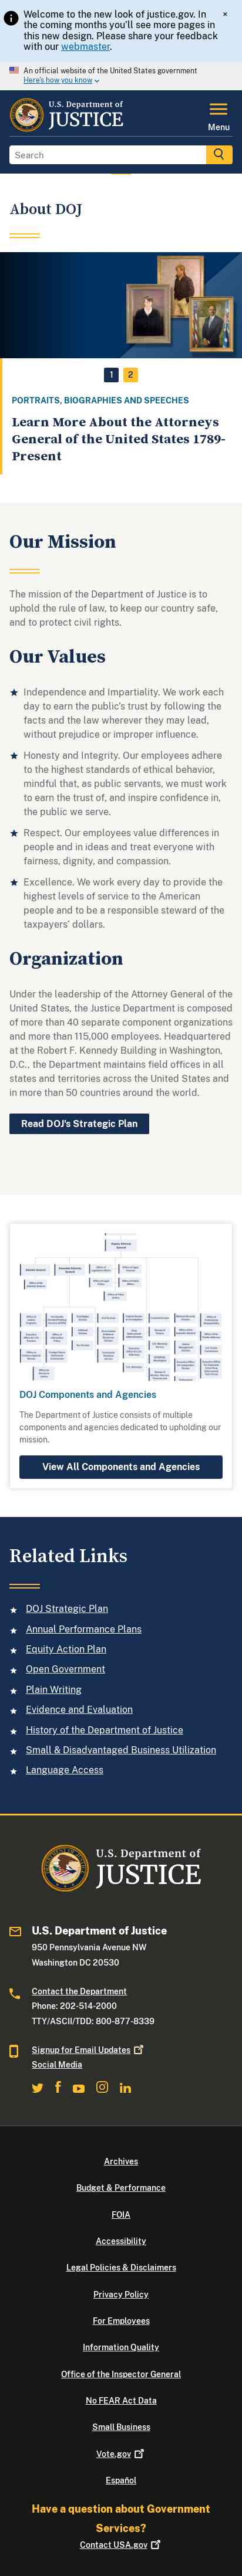 Welcome to the new look of justice.gov. In
the coming months you'll see more pages in
this new design. Please share your feedback
with our webmaster.
×
An official website of the United States government
Here's how you know
U.S. Department of
JUSTICE
Menu
Search
About DOJ
1 2
PORTRAITS, BIOGRAPHIES AND SPEECHES
Learn More About the Attorneys
General of the United States 1789-
Present
Our Mission
The mission of the Department of Justice is to
uphold the rule of law, to keep our country safe,
and to protect civil rights.
Our Values
Independence and Impartiality. We work each
day to earn the public's trust by following the
facts and the law wherever they may lead,
without prejudice or improper influence.
Honesty and Integrity. Our employees adhere
to the highest standards of ethical behavior,
mindful that, as public servants, we must work
to earn the trust of, and inspire confidence in,
the public we serve.
Respect. Our employees value differences in
people and in ideas and treat everyone with
fairness, dignity, and compassion.
Excellence. We work every day to provide the
highest levels of service to the American
people and to be a responsible steward of the
taxpayers' dollars.
Organization
Under the leadership of the Attorney General of the
United States, the Justice Department is composed
of more than 40 separate component organizations
and more than 115,000 employees. Headquartered
at the Robert F. Kennedy Building in Washington,
D.C., the Department maintains field offices in all
states and territories across the United States and
in more than 50 countries around the world.
Read DOJ's Strategic Plan
DOJ Components and Agencies
The Department of Justice consists of multiple
components and agencies dedicated to upholding our
mission.
View All Components and Agencies
Related Links
DOJ Strategic Plan
Annual Performance Plans
Equity Action Plan
Open Government
Plain Writing
Evidence and Evaluation
History of the Department of Justice
Small & Disadvantaged Business Utilization
Language Access
U.S. Department of
JUSTICE
U.S. Department of Justice
950 Pennsylvania Avenue NW
Washington DC 20530
Contact the Department
Phone: 202-514-2000
TTY/ASCII/TDD: 800-877-8339
Signup for Email Updates
Social Media
Archives
Budget & Performance
FOIA
Accessibility
Legal Policies & Disclaimers
Privacy Policy
For Employees
Information Quality
Office of the Inspector General
No FEAR Act Data
Small Business
Vote.gov
Español
Have a question about Government
Services?
Contact USA.gov